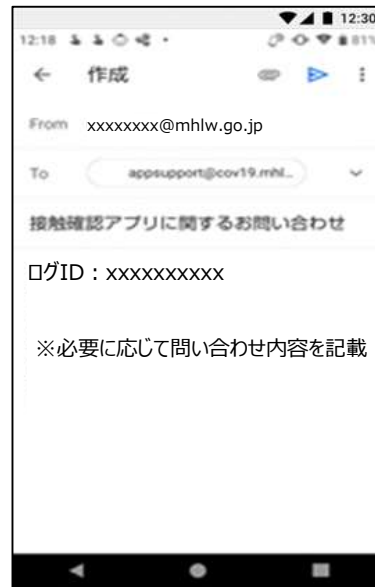 12:30
12:18
81%
作成
From xxxxxxxx@mhlw.go.jp
To appsupport@cov19.mhl...
接触確認アプリに関するお問い合わせ
ログID：xxxxxxxxxx
※必要に応じて問い合わせ内容を記載